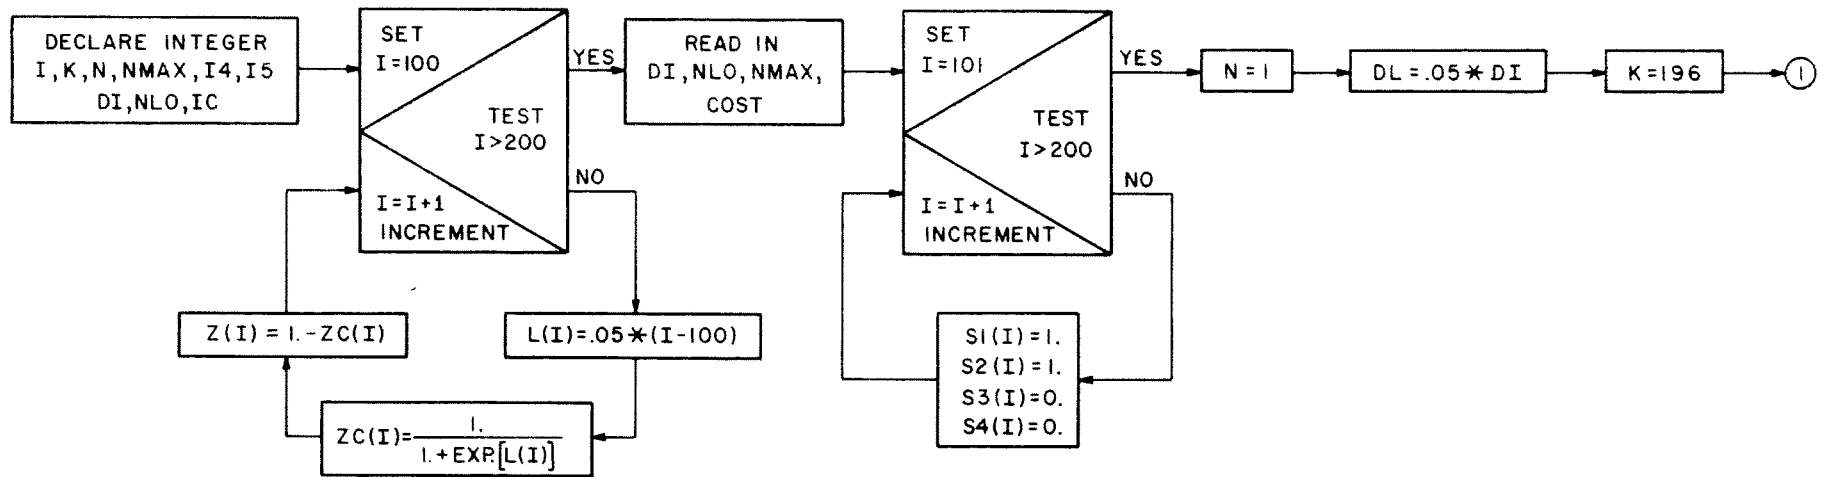 DECLARE INTEGER
I,K,N,NMAX,I4,I5
DI,NLO,IC
SET
I=100
TEST
I>200
I=I+1
INCREMENT
YES
NO
L(I)=.05*(I-100)
ZC(I)=1./1.+EXP.[L(I)]
Z(I)=1.-ZC(I)
READ IN
DI,NLO,NMAX,
COST
SET
I=101
TEST
I>200
I=I+1
INCREMENT
YES
NO
S1(I)=1.
S2(I)=1.
S3(I)=0.
S4(I)=0.
N=1
DL=.05*DI
K=196
1